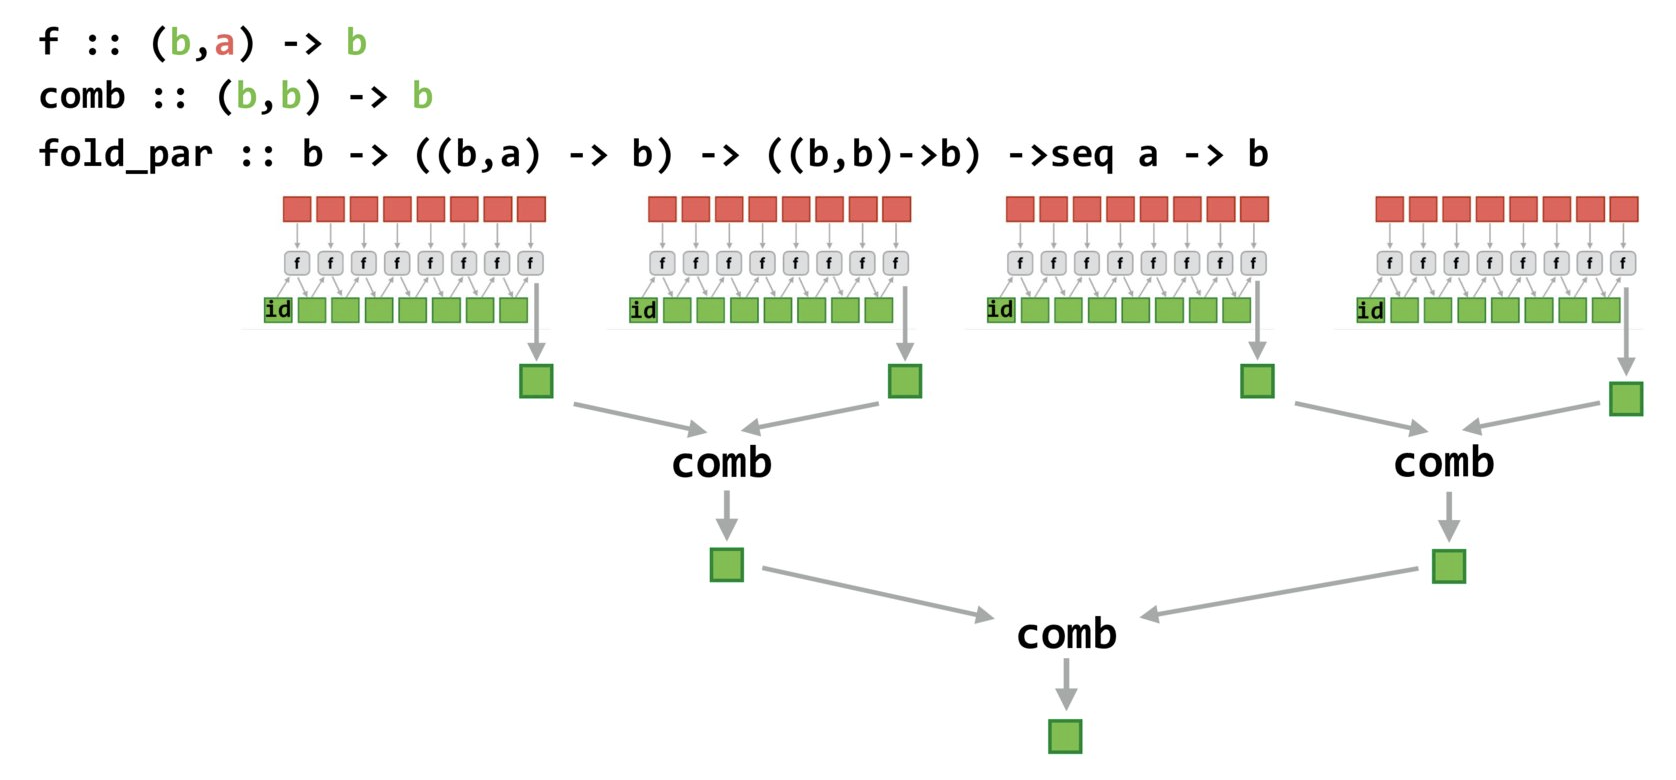 f :: (b,a) -> b
comb :: (b,b) -> b
fold_par :: b -> ((b,a) -> b) -> ((b,b)->b) ->seq a -> b
f f f f f f f f f f f f f f f f f f f f f f f f f f f f f f f f
id id id id
comb comb
comb